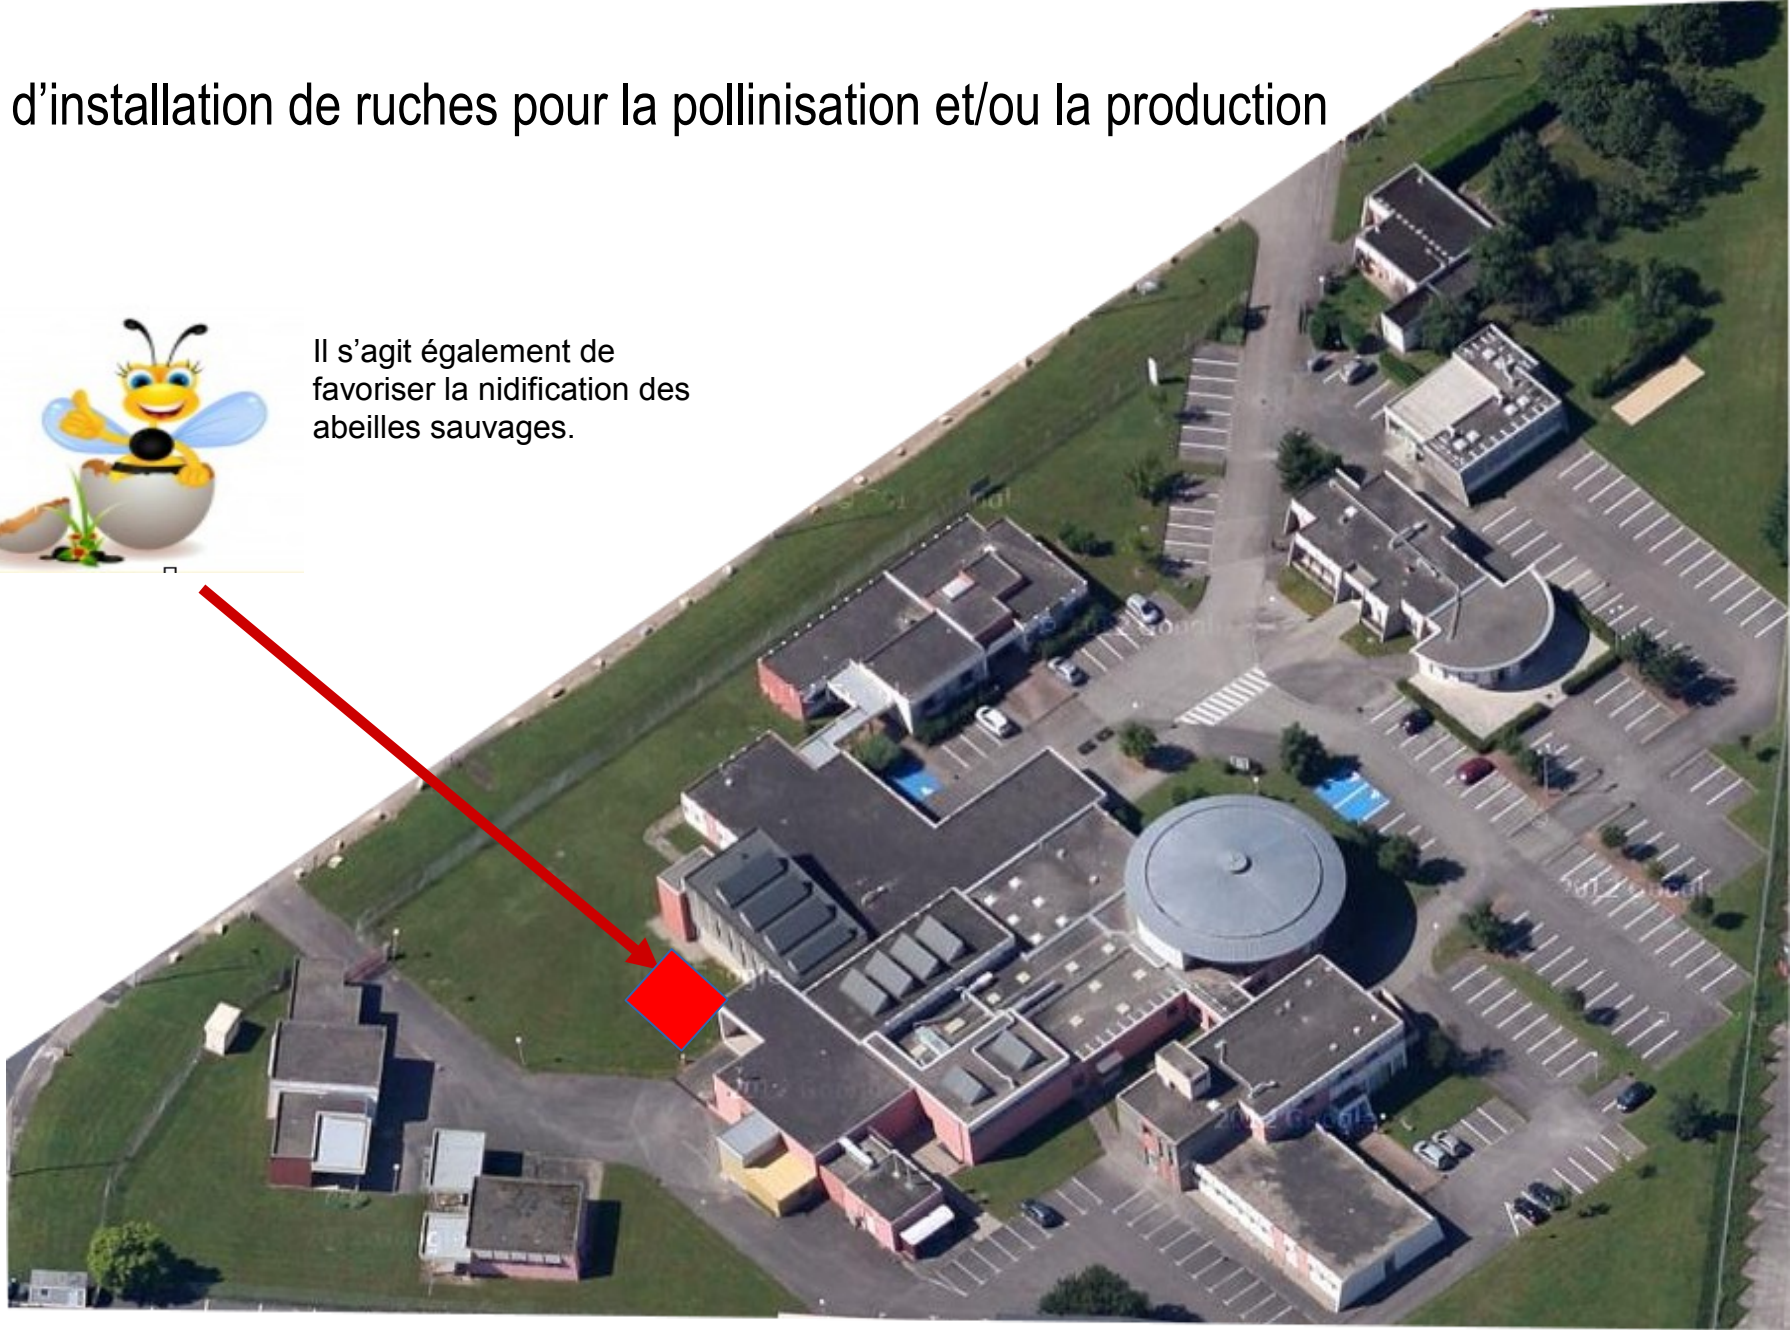 d’installation de ruches pour la pollinisation et/ou la production
Il s’agit également de
favoriser la nidification des
abeilles sauvages.